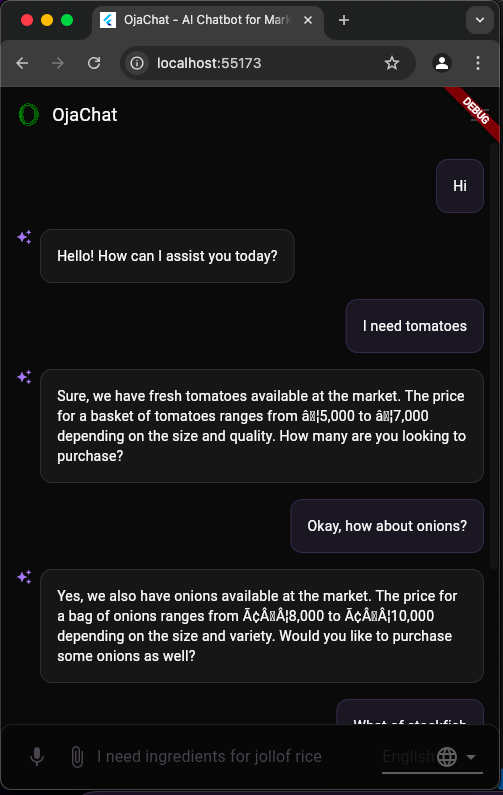 OjaChat - AI Chatbot for Mark
localhost:55173
OjaChat
DEBUG
Hi
Hello! How can I assist you today?
I need tomatoes
Sure, we have fresh tomatoes available at the market. The price
for a basket of tomatoes ranges from â¦5,000 to â¦7,000
depending on the size and quality. How many are you looking to
purchase?
Okay, how about onions?
Yes, we also have onions available at the market. The price for
a bag of onions ranges from Ã¢ÂÂ¦8,000 to Ã¢ÂÂ¦10,000
depending on the size and variety. Would you like to purchase
some onions as well?
What of stockfish
I need ingredients for jollof rice
English